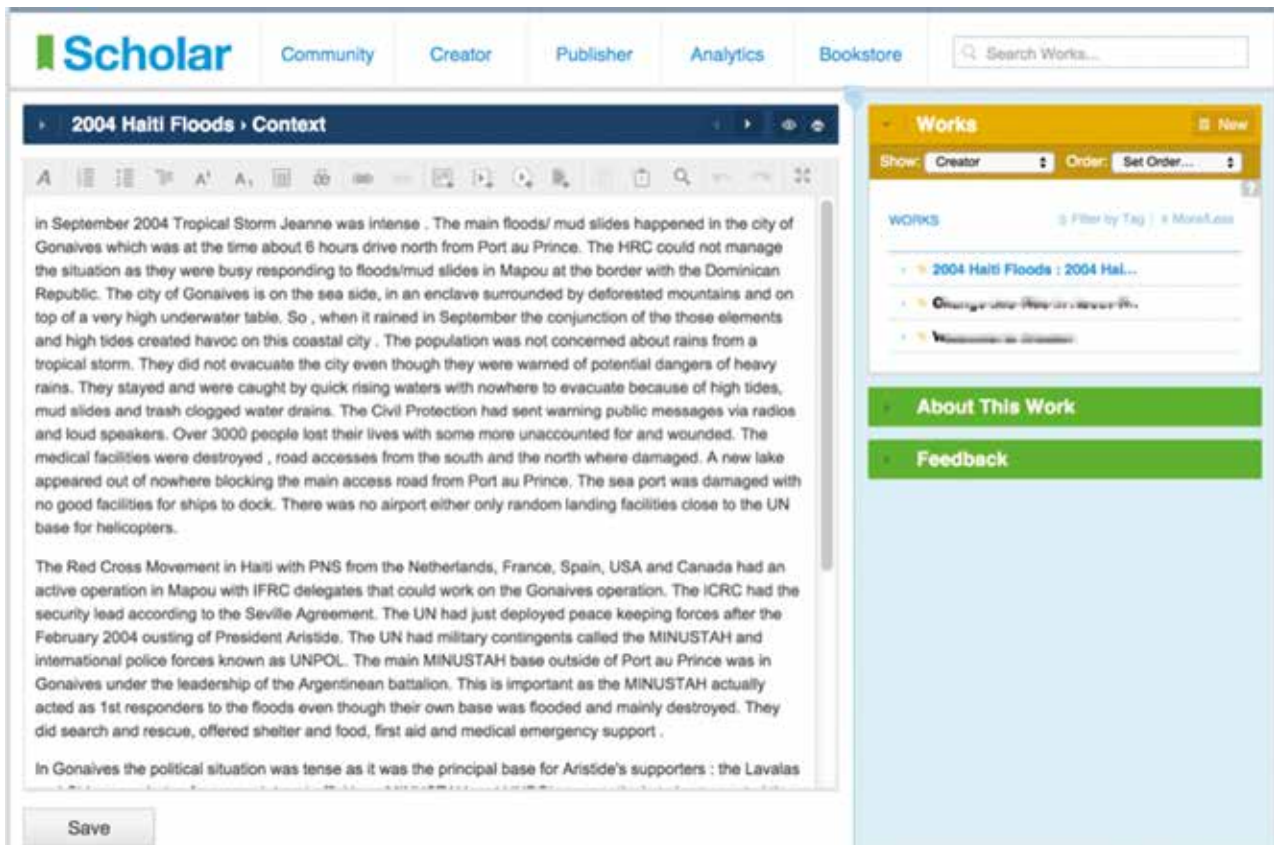 Scholar
Community
Creator
Publisher
Analytics
Bookstore
Search Works...
2004 Haiti Floods › Context
in September 2004 Tropical Storm Jeanne was intense . The main floods/ mud slides happened in the city of
Gonaives which was at the time about 6 hours drive north from Port au Prince. The HRC could not manage
the situation as they were busy responding to floods/mud slides in Mapou at the border with the Dominican
Republic. The city of Gonaives is on the sea side, in an enclave surrounded by deforested mountains and on
top of a very high underwater table. So , when it rained in September the conjunction of the those elements
and high tides created havoc on this coastal city . The population was not concerned about rains from a
tropical storm. They did not evacuate the city even though they were warned of potential dangers of heavy
rains. They stayed and were caught by quick rising waters with nowhere to evacuate because of high tides,
mud slides and trash clogged water drains. The Civil Protection had sent warning public messages via radios
and loud speakers. Over 3000 people lost their lives with some more unaccounted for and wounded. The
medical facilities were destroyed , road accesses from the south and the north where damaged. A new lake
appeared out of nowhere blocking the main access road from Port au Prince. The sea port was damaged with
no good facilities for ships to dock. There was no airport either only random landing facilities close to the UN
base for helicopters.
The Red Cross Movement in Haiti with PNS from the Netherlands, France, Spain, USA and Canada had an
active operation in Mapou with IFRC delegates that could work on the Gonaives operation. The ICRC had the
security lead according to the Seville Agreement. The UN had just deployed peace keeping forces after the
February 2004 ousting of President Aristide. The UN had military contingents called the MINUSTAH and
international police forces known as UNPOL. The main MINUSTAH base outside of Port au Prince was in
Gonaives under the leadership of the Argentinean battalion. This is important as the MINUSTAH actually
acted as 1st responders to the floods even though their own base was flooded and mainly destroyed. They
did search and rescue, offered shelter and food, first aid and medical emergency support .
In Gonaives the political situation was tense as it was the principal base for Aristide's supporters : the Lavalas
Save
Works
New
Show: Creator Order: Set Order...
?
WORKS Filter by Tag | More/Less
2004 Haiti Floods : 2004 Hai...
About This Work
Feedback